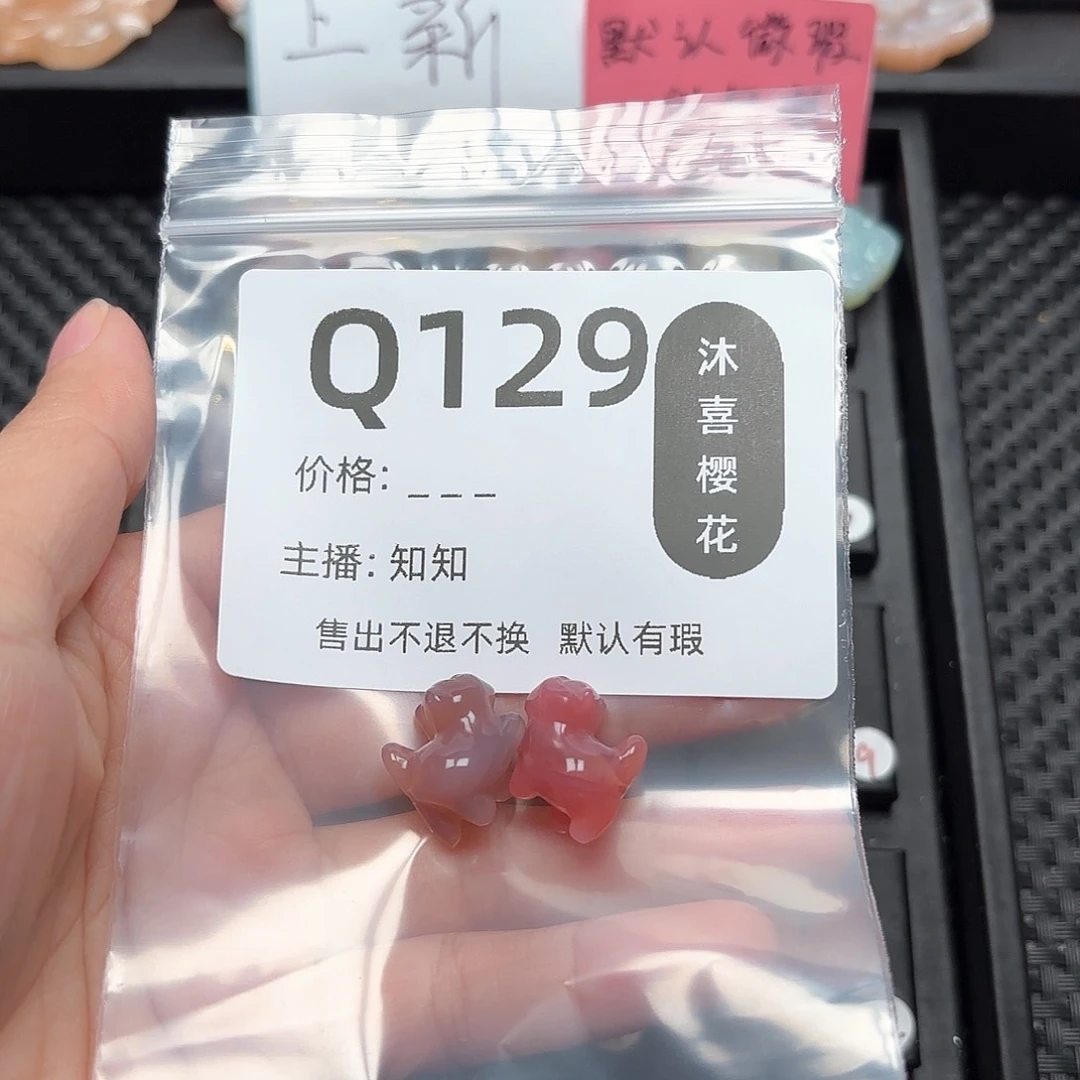 上新
默认微瑕
Q129
沐喜樱花
价格: _ _ _
主播: 知知
售出不退不换 默认有瑕
9